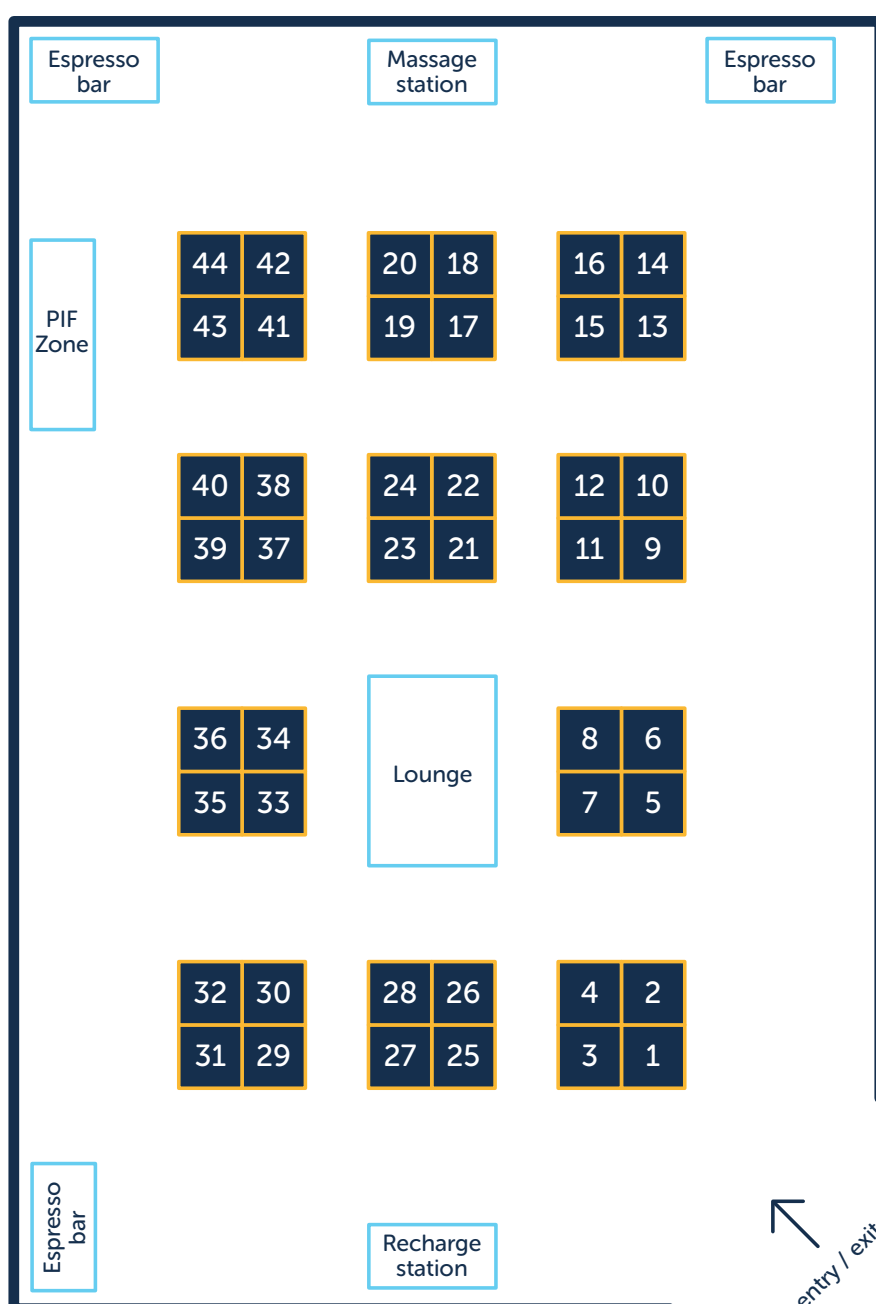 Espresso
bar
Massage
station
Espresso
bar
PIF
Zone
44 42
43 41
20 18
19 17
16 14
15 13
40 38
39 37
24 22
23 21
12 10
11 9
36 34
35 33
Lounge
8 6
7 5
32 30
31 29
28 26
27 25
4 2
3 1
Espresso
bar
Recharge
station
entry / exit